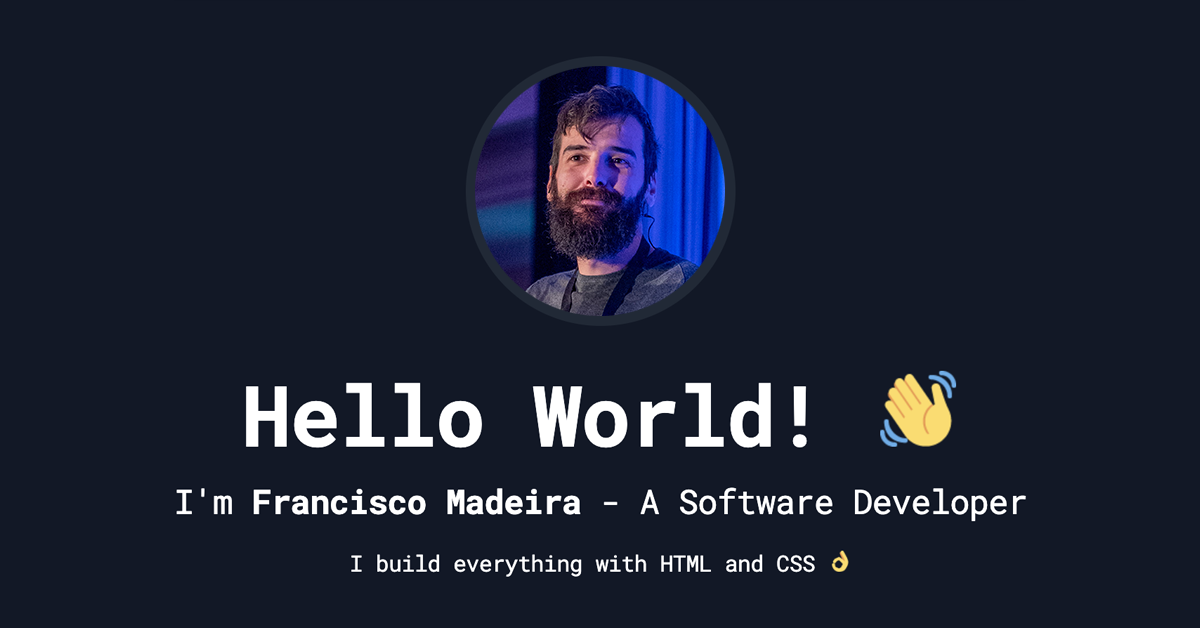 Hello World! 👋
I'm Francisco Madeira - A Software Developer
I build everything with HTML and CSS 👌